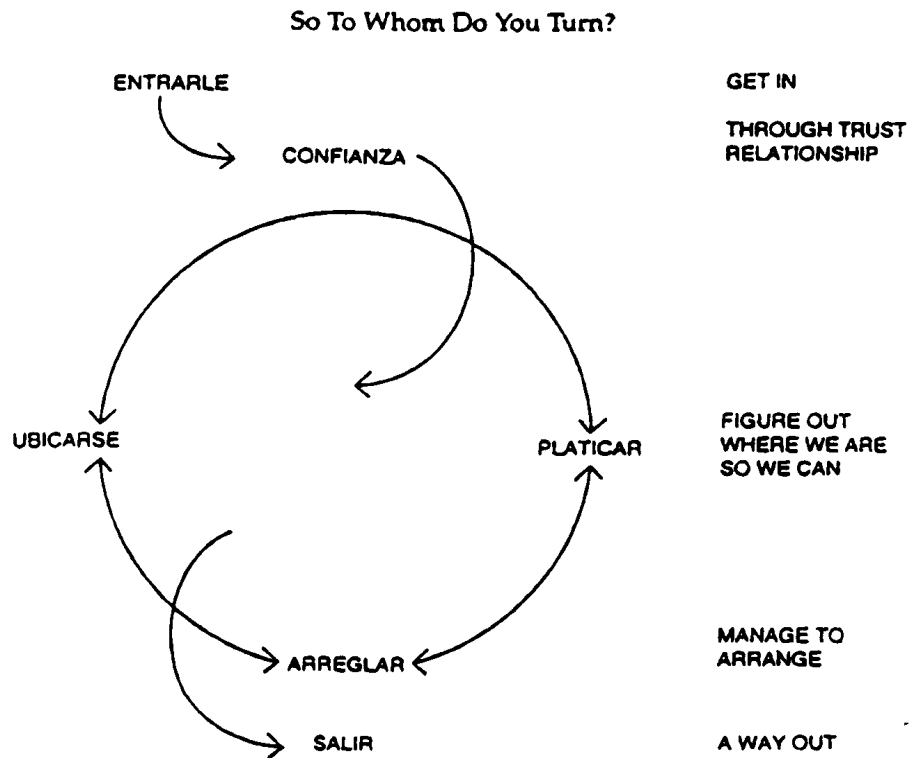 So To Whom Do You Turn?
ENTRARLE
GET IN
CONFIANZA
THROUGH TRUST
RELATIONSHIP
UBICARSE
PLATICAR
FIGURE OUT
WHERE WE ARE
SO WE CAN
ARREGLAR
MANAGE TO
ARRANGE
SALIR
A WAY OUT